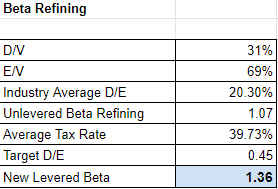 Beta Refining
D/V 31%
E/V 69%
Industry Average D/E 20.30%
Unlevered Beta Refining 1.07
Average Tax Rate 39.73%
Target D/E 0.45
New Levered Beta 1.36